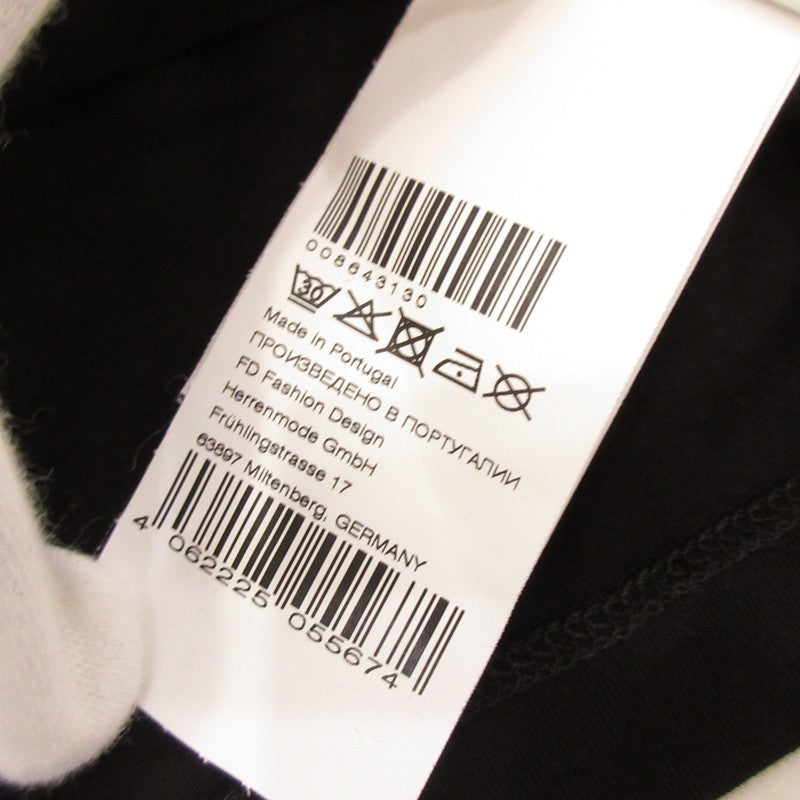 008643130
30
Made in Portugal
ПРОИЗВЕДЕНО В ПОРТУГАЛИИ
FD Fashion Design
Herrenmode GmbH
Frühlingstrasse 17
63897 Miltenberg, GERMANY
4 062225 055674